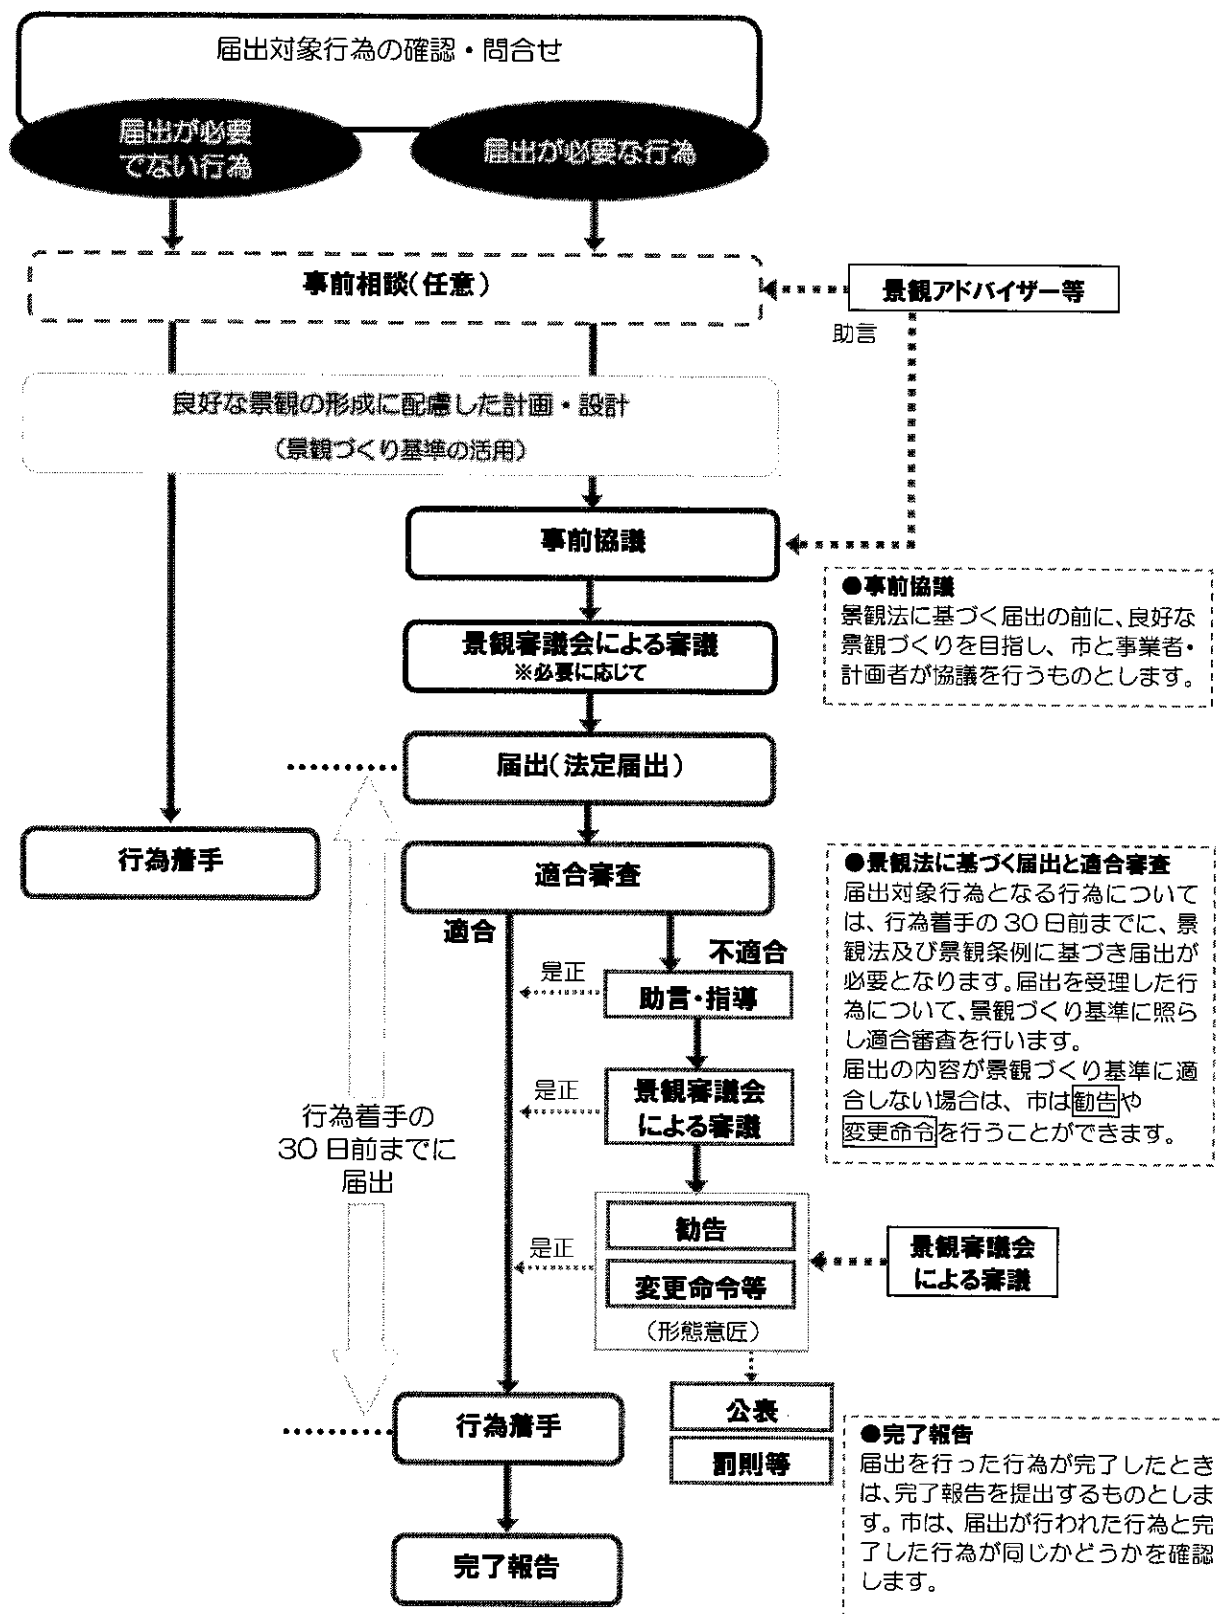 届出対象行為の確認・問合せ
届出が必要
でない行為
届出が必要な行為
事前相談(任意)
景観アドバイザー等
助言
良好な景観の形成に配慮した計画・設計
（景観づくり基準の活用）
事前協議
●事前協議
景観法に基づく届出の前に、良好な
景観づくりを目指し、市と事業者・
計画者が協議を行うものとします。
景観審議会による審議
※必要に応じて
届出(法定届出)
行為着手
適合審査
●景観法に基づく届出と適合審査
届出対象行為となる行為について
は、行為着手の30日前までに、景
観法及び景観条例に基づき届出が
必要となります。届出を受理した行
為について、景観づくり基準に照ら
し適合審査を行います。
届出の内容が景観づくり基準に適
合しない場合は、市は勧告や
変更命令を行うことができます。
適合
不適合
是正
助言・指導
是正
景観審議会
による審議
行為着手の
30日前までに
届出
是正
勧告
変更命令等
（形態意匠）
景観審議会
による審議
公表
罰則等
行為着手
●完了報告
届出を行った行為が完了したとき
は、完了報告を提出するものとしま
す。市は、届出が行われた行為と完
了した行為が同じかどうかを確認
します。
完了報告